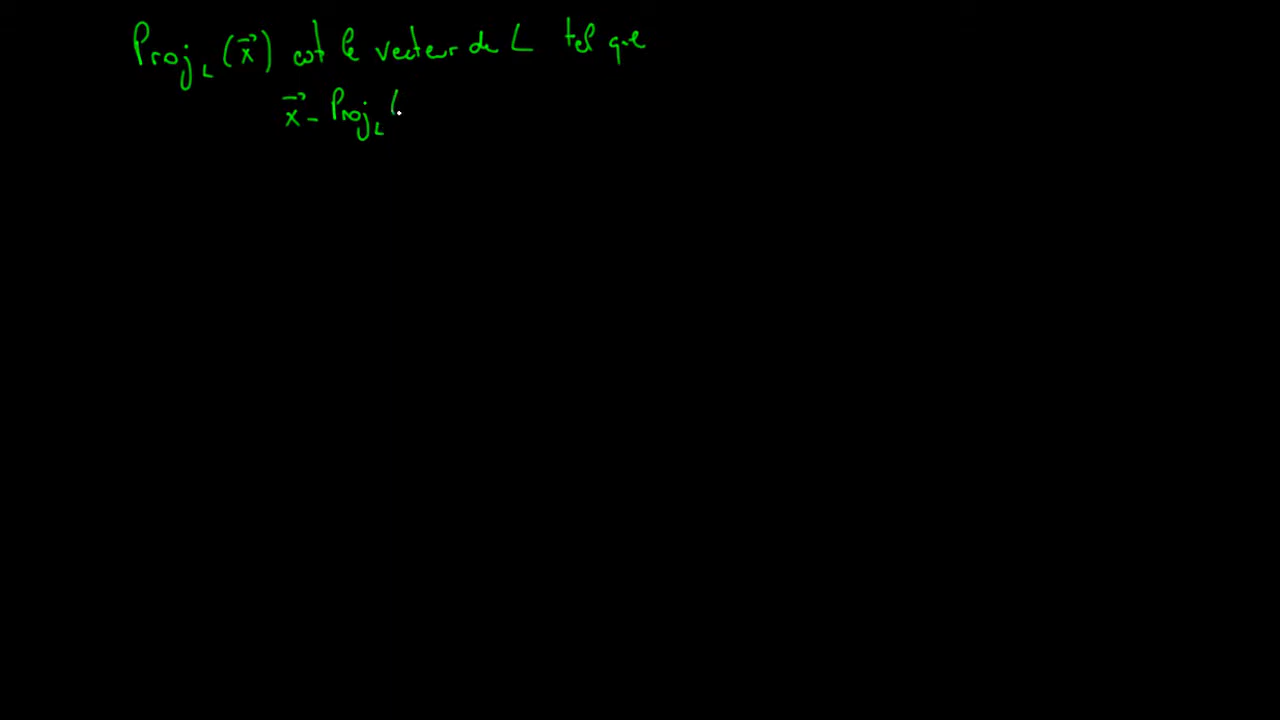 Proj_L (x⃗) est le vecteur de L tel que
x⃗ - Proj_L (